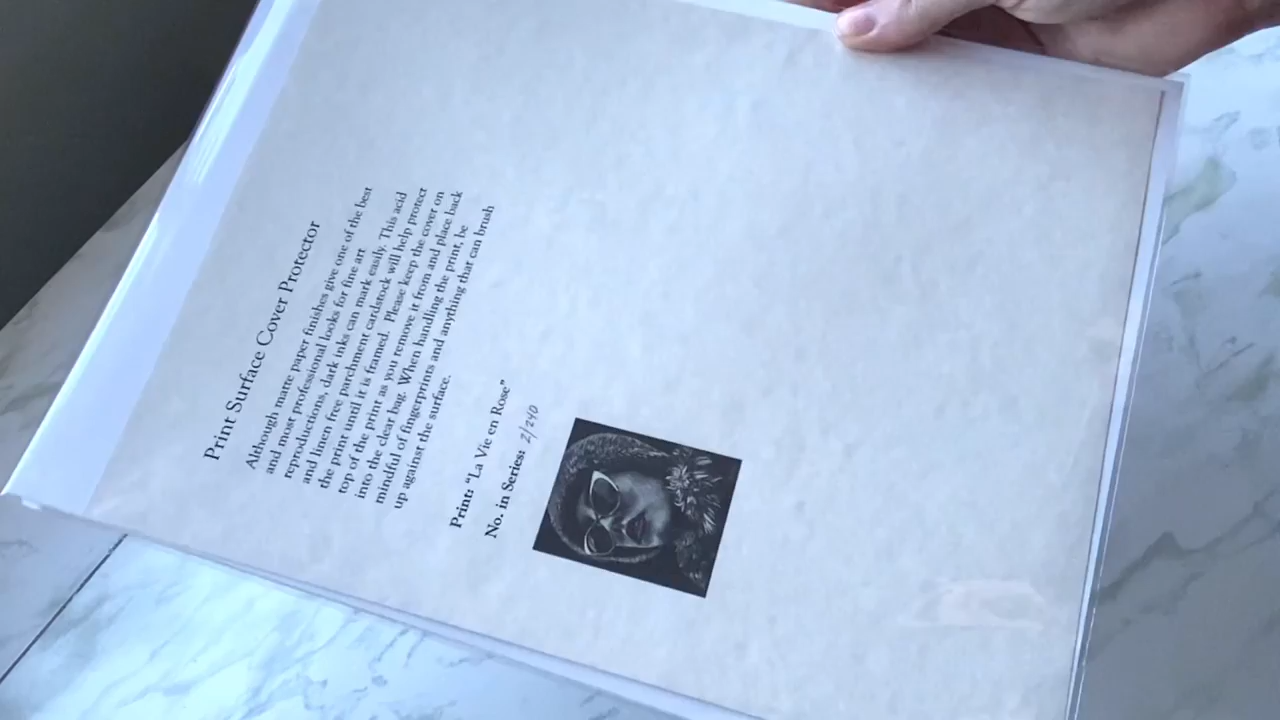 Print Surface Cover Protector
Although matte paper finishes give one of the best
and most professional looks for fine art
reproductions, dark inks can mark easily. This acid
and linen free parchment cardstock will help protect
the print until it is framed. Please keep the cover on
top of the print as you remove it from and place back
into the clear bag. When handling the print, be
mindful of fingerprints and anything that can brush
up against the surface.
Print: “La Vie en Rose”
No. in Series: 2/240